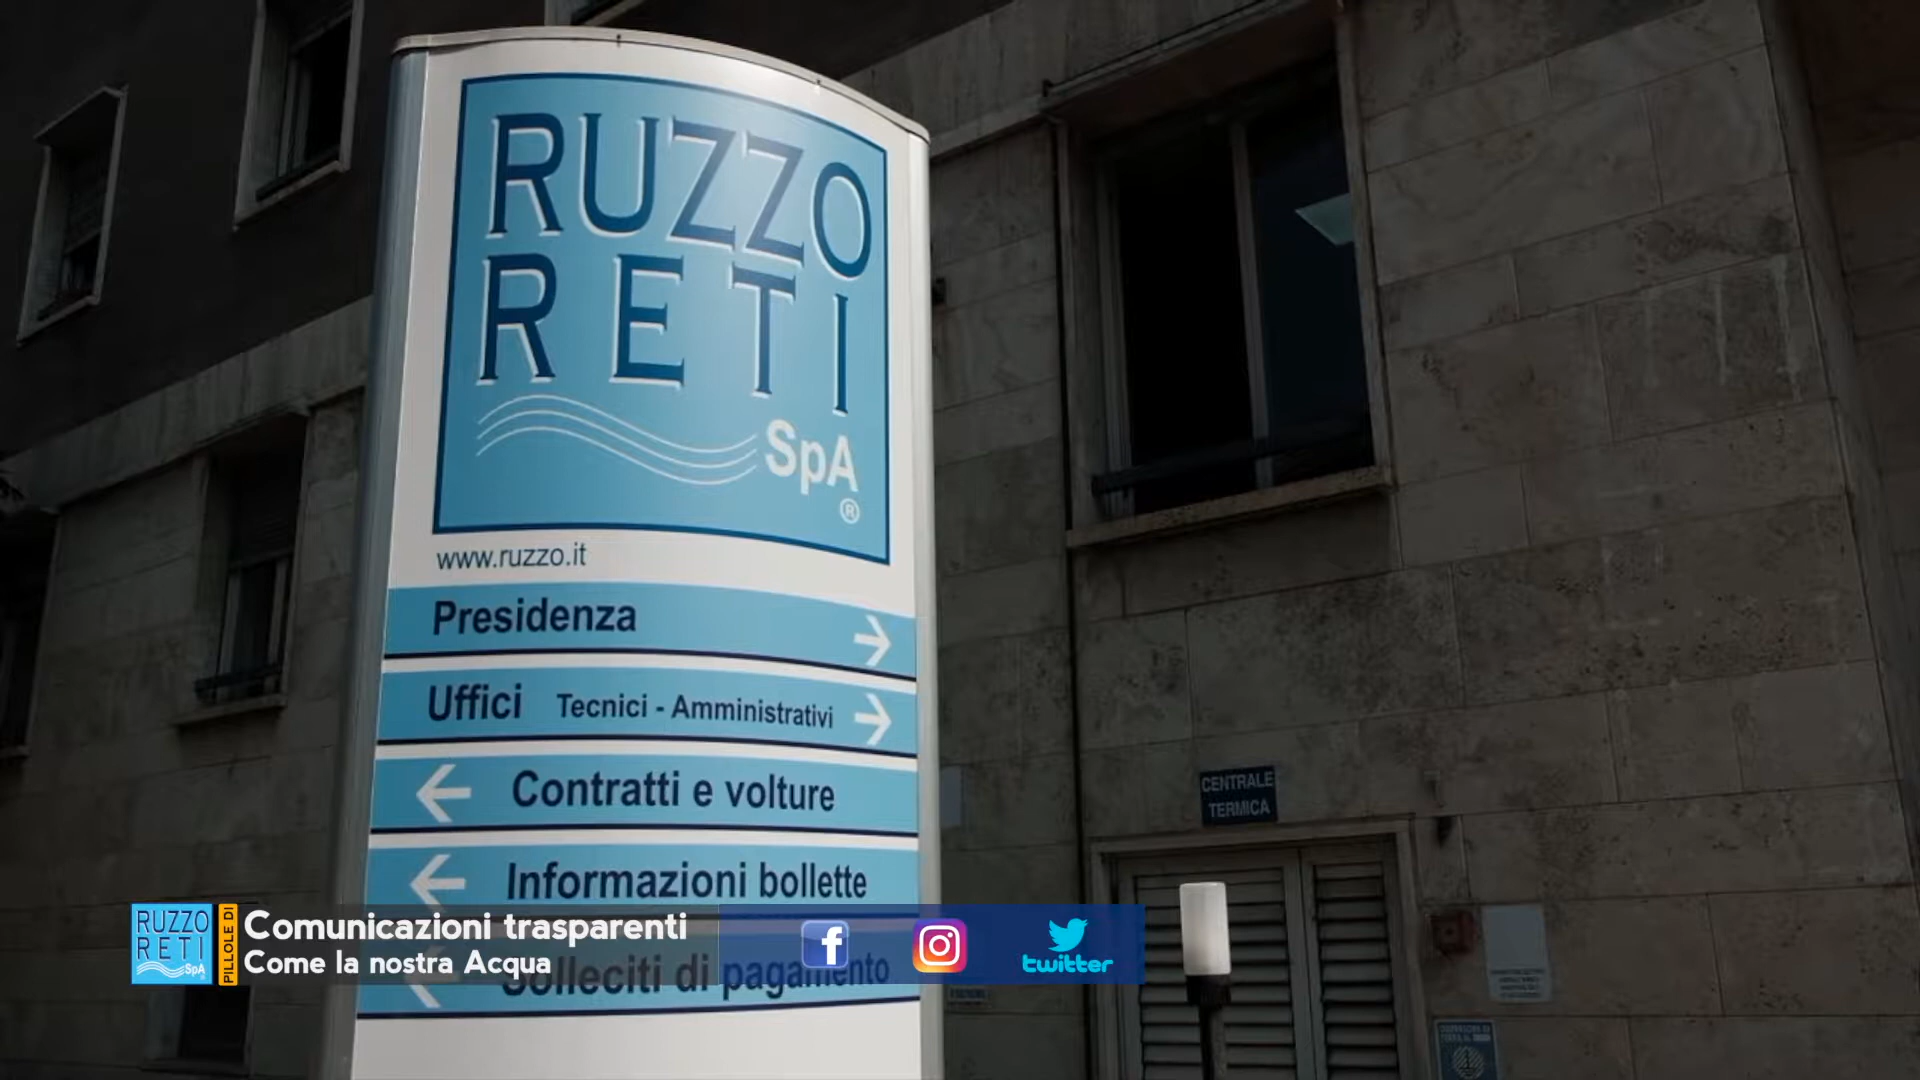 RUZZO
RETI
SpA
®
www.ruzzo.it
Presidenza
Uffici Tecnici - Amministrativi
Contratti e volture
Informazioni bollette
Solleciti di pagamento
CENTRALE
TERMICA
RUZZO
RETI
SpA
PILLOLE DI
Comunicazioni trasparenti
Come la nostra Acqua
f
twitter